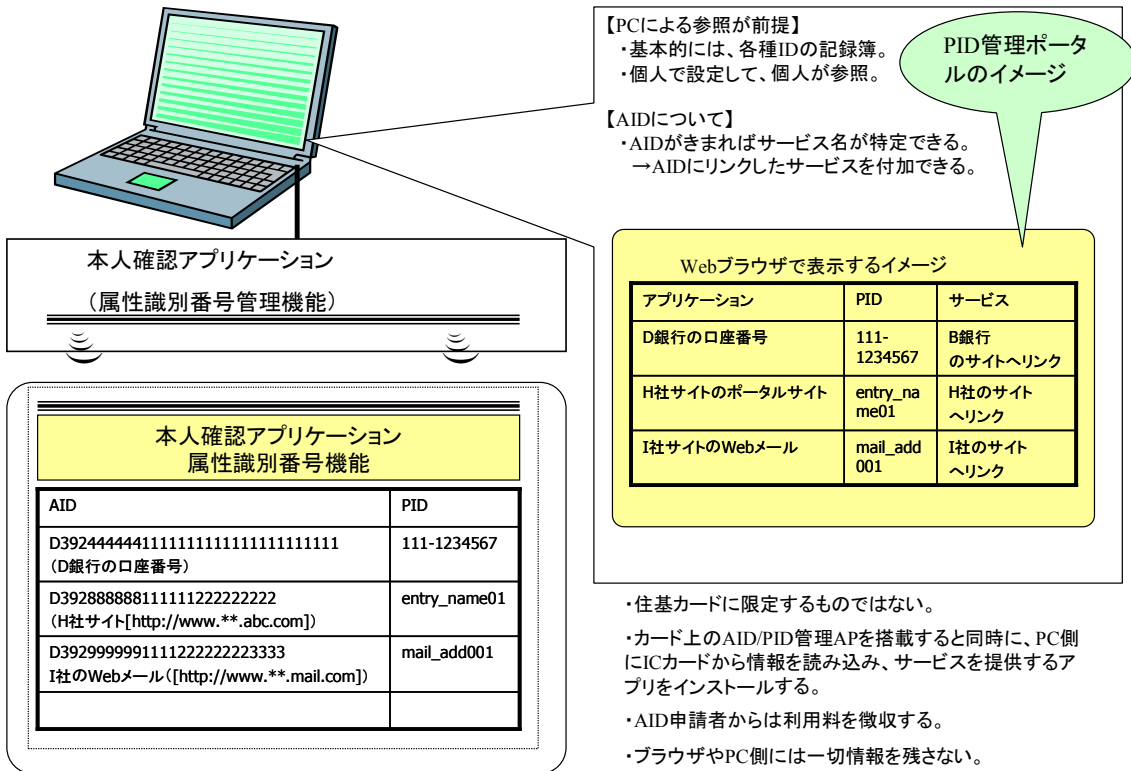 【PCによる参照が前提】
・基本的には、各種IDの記録簿。
・個人で設定して、個人が参照。
PID管理ポータ
ルのイメージ
【AIDについて】
・AIDがきまればサービス名が特定できる。
→AIDにリンクしたサービスを付加できる。
本人確認アプリケーション
（属性識別番号管理機能）
Webブラウザで表示するイメージ
アプリケーション PID サービス
D銀行の口座番号 111- B銀行
1234567 のサイトへリンク
H社サイトのポータルサイト entry_na H社のサイト
me01 へリンク
I社サイトのWebメール mail_add I社のサイト
001 へリンク
本人確認アプリケーション
属性識別番号機能
AID PID
D39244444411111111111111111111111 111-1234567
（D銀行の口座番号）
D392888888111111222222222 entry_name01
（H社サイト[http://www.**.abc.com]）
D3929999991111222222223333 mail_add001
I社のWebメール（[http://www.**.mail.com]）
・住基カードに限定するものではない。
・カード上のAID/PID管理APを搭載すると同時に、PC側
にICカードから情報を読み込み、サービスを提供するア
プリをインストールする。
・AID申請者からは利用料を徴収する。
・ブラウザやPC側には一切情報を残さない。